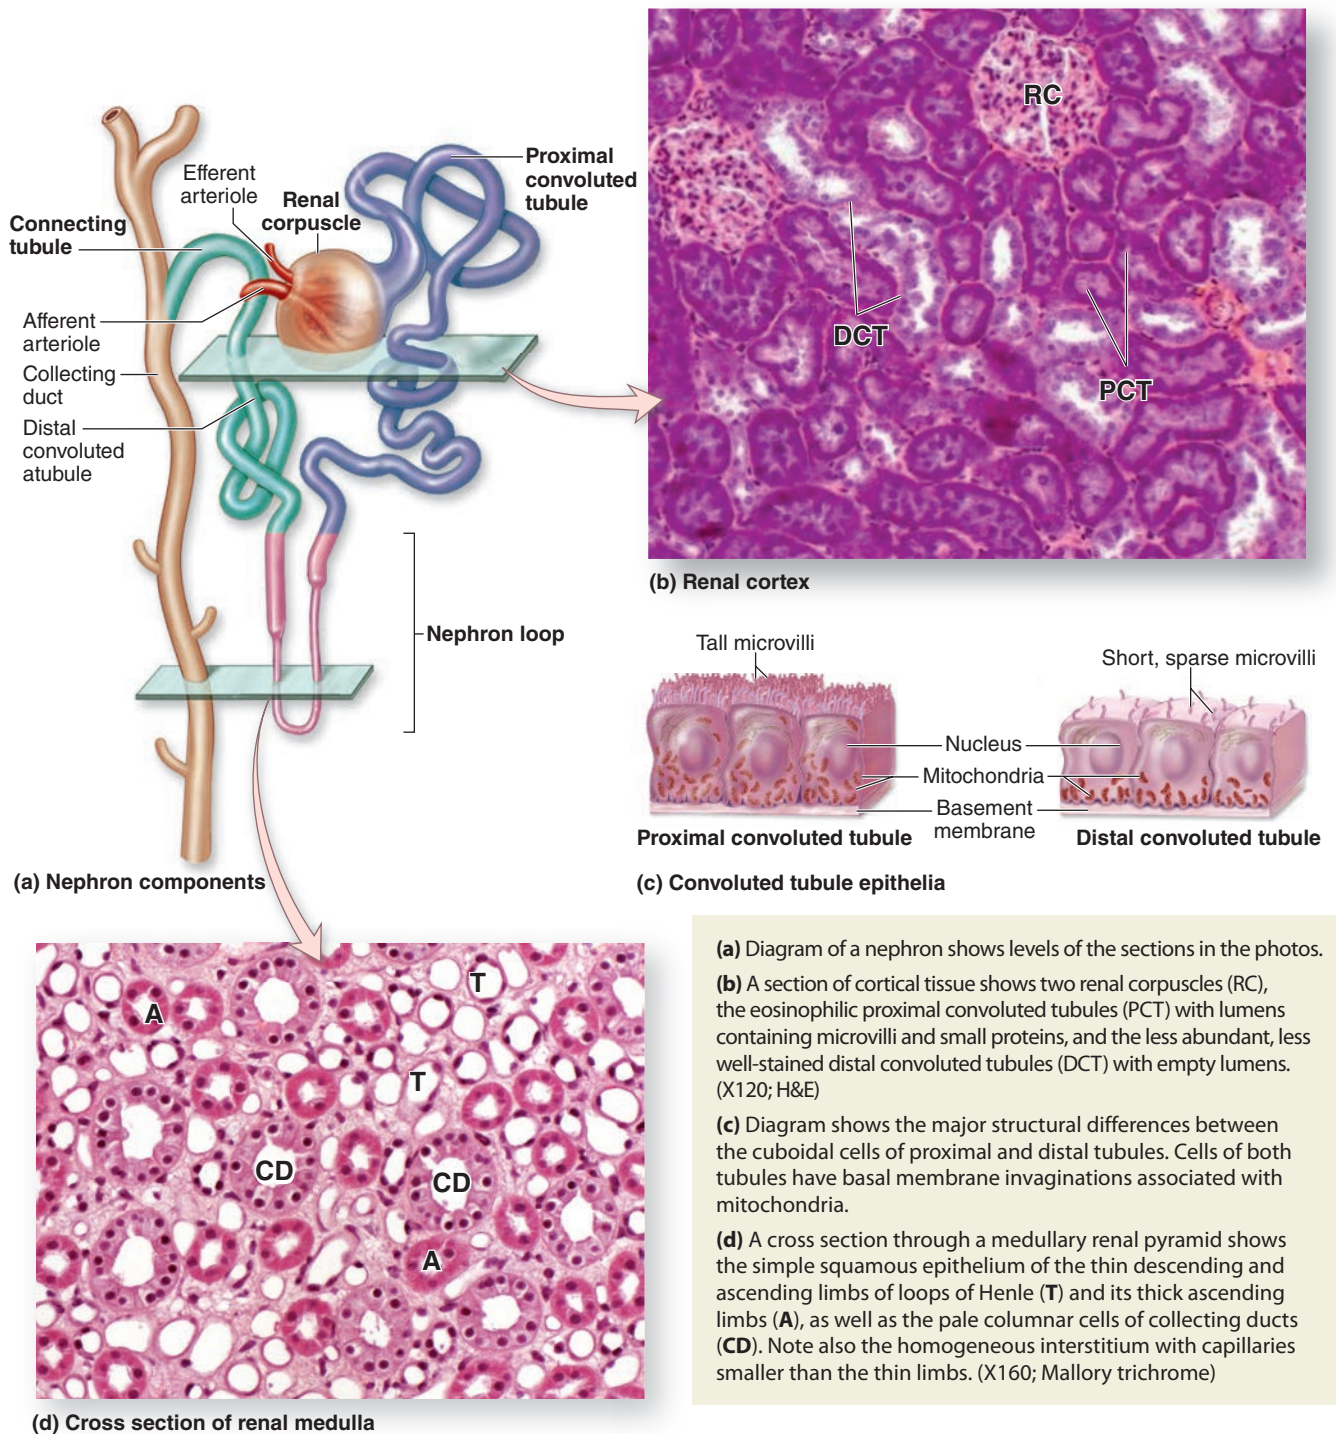 Efferent
arteriole
Renal
corpuscle
Proximal
convoluted
tubule
Connecting
tubule
Afferent
arteriole
Collecting
duct
Distal
convoluted
atubule
Nephron loop
(a) Nephron components
RC
DCT
PCT
(b) Renal cortex
Tall microvilli
Short, sparse microvilli
Nucleus
Mitochondria
Basement
membrane
Proximal convoluted tubule
Distal convoluted tubule
(c) Convoluted tubule epithelia
T
A
T
CD
CD
A
(d) Cross section of renal medulla
(a) Diagram of a nephron shows levels of the sections in the photos.
(b) A section of cortical tissue shows two renal corpuscles (RC),
the eosinophilic proximal convoluted tubules (PCT) with lumens
containing microvilli and small proteins, and the less abundant, less
well-stained distal convoluted tubules (DCT) with empty lumens.
(X120; H&E)
(c) Diagram shows the major structural differences between
the cuboidal cells of proximal and distal tubules. Cells of both
tubules have basal membrane invaginations associated with
mitochondria.
(d) A cross section through a medullary renal pyramid shows
the simple squamous epithelium of the thin descending and
ascending limbs of loops of Henle (T) and its thick ascending
limbs (A), as well as the pale columnar cells of collecting ducts
(CD). Note also the homogeneous interstitium with capillaries
smaller than the thin limbs. (X160; Mallory trichrome)